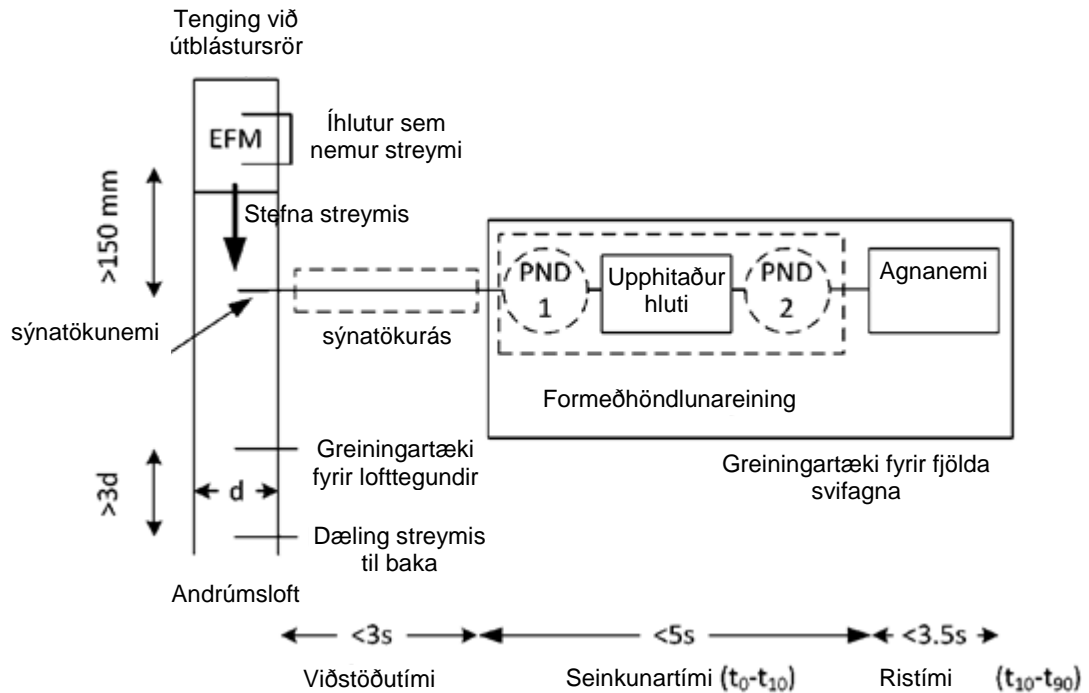 Tenging við
útblástursrör
EFM
Íhlutur sem
nemur streymi
>150 mm
Stefna streymis
sýnatökunemi
sýnatökurás
PND
1
Upphitaður
hluti
PND
2
Agnanemi
Formeðhöndlunareining
Greiningartæki fyrir fjölda
svifagna
Greiningartæki
fyrir lofttegundir
>3d
d
Dæling streymis
til baka
Andrúmsloft
<3s
<5s
<3.5s
Viðstöðutími
Seinkunartími (t₀-t₁₀)
Ristími (t₁₀-t₉₀)